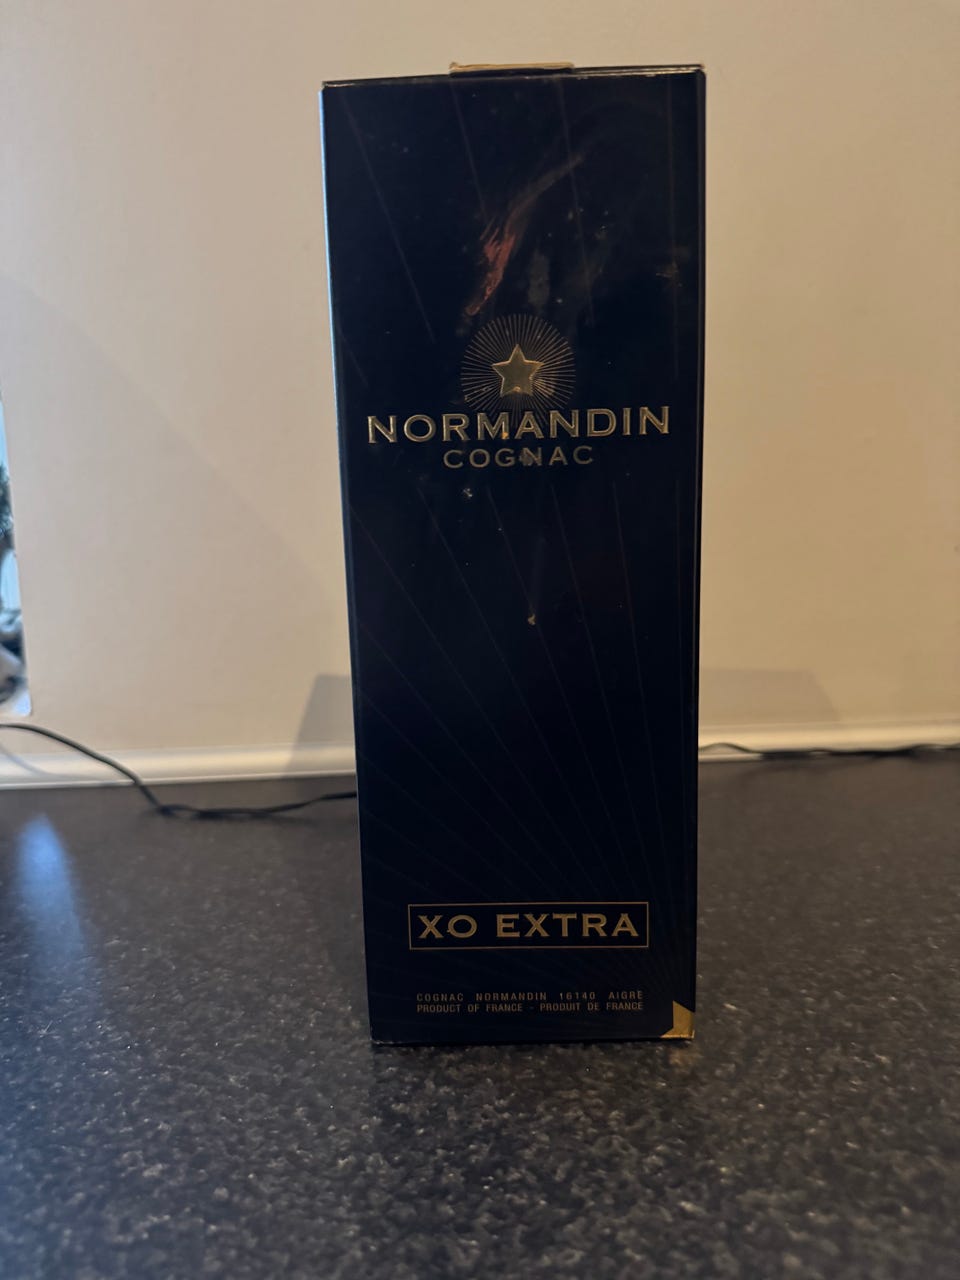 NORMANDIN
COGNAC
XO EXTRA
COGNAC NORMANDIN 16140 AIGRE
PRODUCT OF FRANCE - PRODUIT DE FRANCE